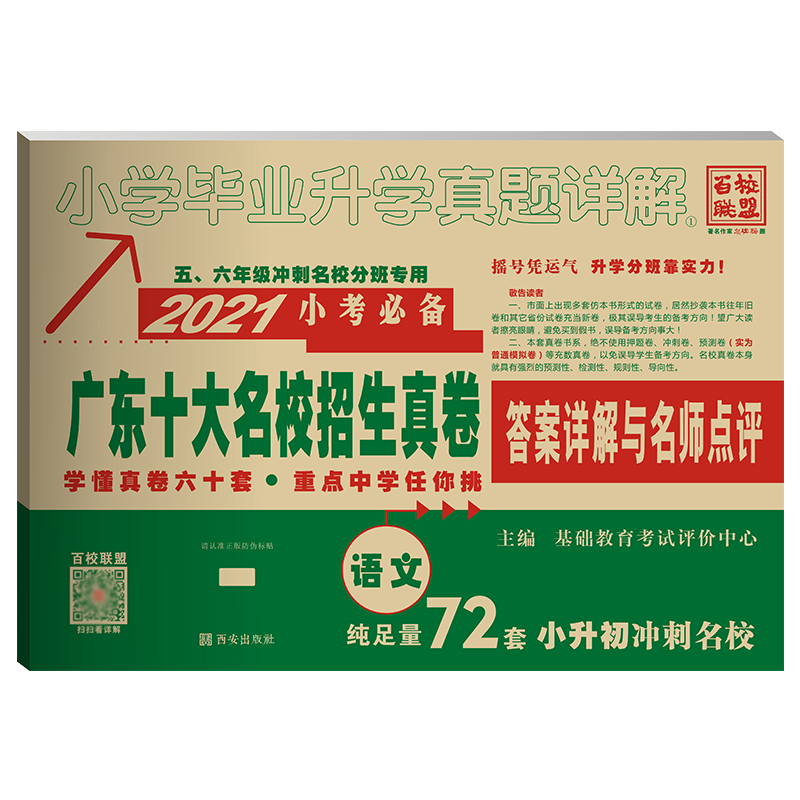 小学毕业升学真题详解①
百校
联盟
五、六年级冲刺名校分班专用
2021小考必备
摇号凭运气 升学分班靠实力！
敬告读者
一、市面上出现多套仿本书形式的试卷，居然抄袭本书往年旧
卷和其它省份试卷充当新卷，极其误导考生的备考方向！望广大读
者擦亮眼睛，避免买到假书，误导备考方向事大！
二、本套真卷书系，绝不使用押题卷、冲刺卷、预测卷（实为
普通模拟卷）等充数真卷，以免误导学生备考方向。名校真卷本身
就具有强烈的预测性、检测性、规则性、导向性。
广东十大名校招生真卷
学懂真卷六十套·重点中学任你挑
答案详解与名师点评
主编 基础教育考试评价中心
百校联盟
扫扫看详解
请认准正版防伪标贴
西安出版社
语文
纯足量72套 小升初冲刺名校